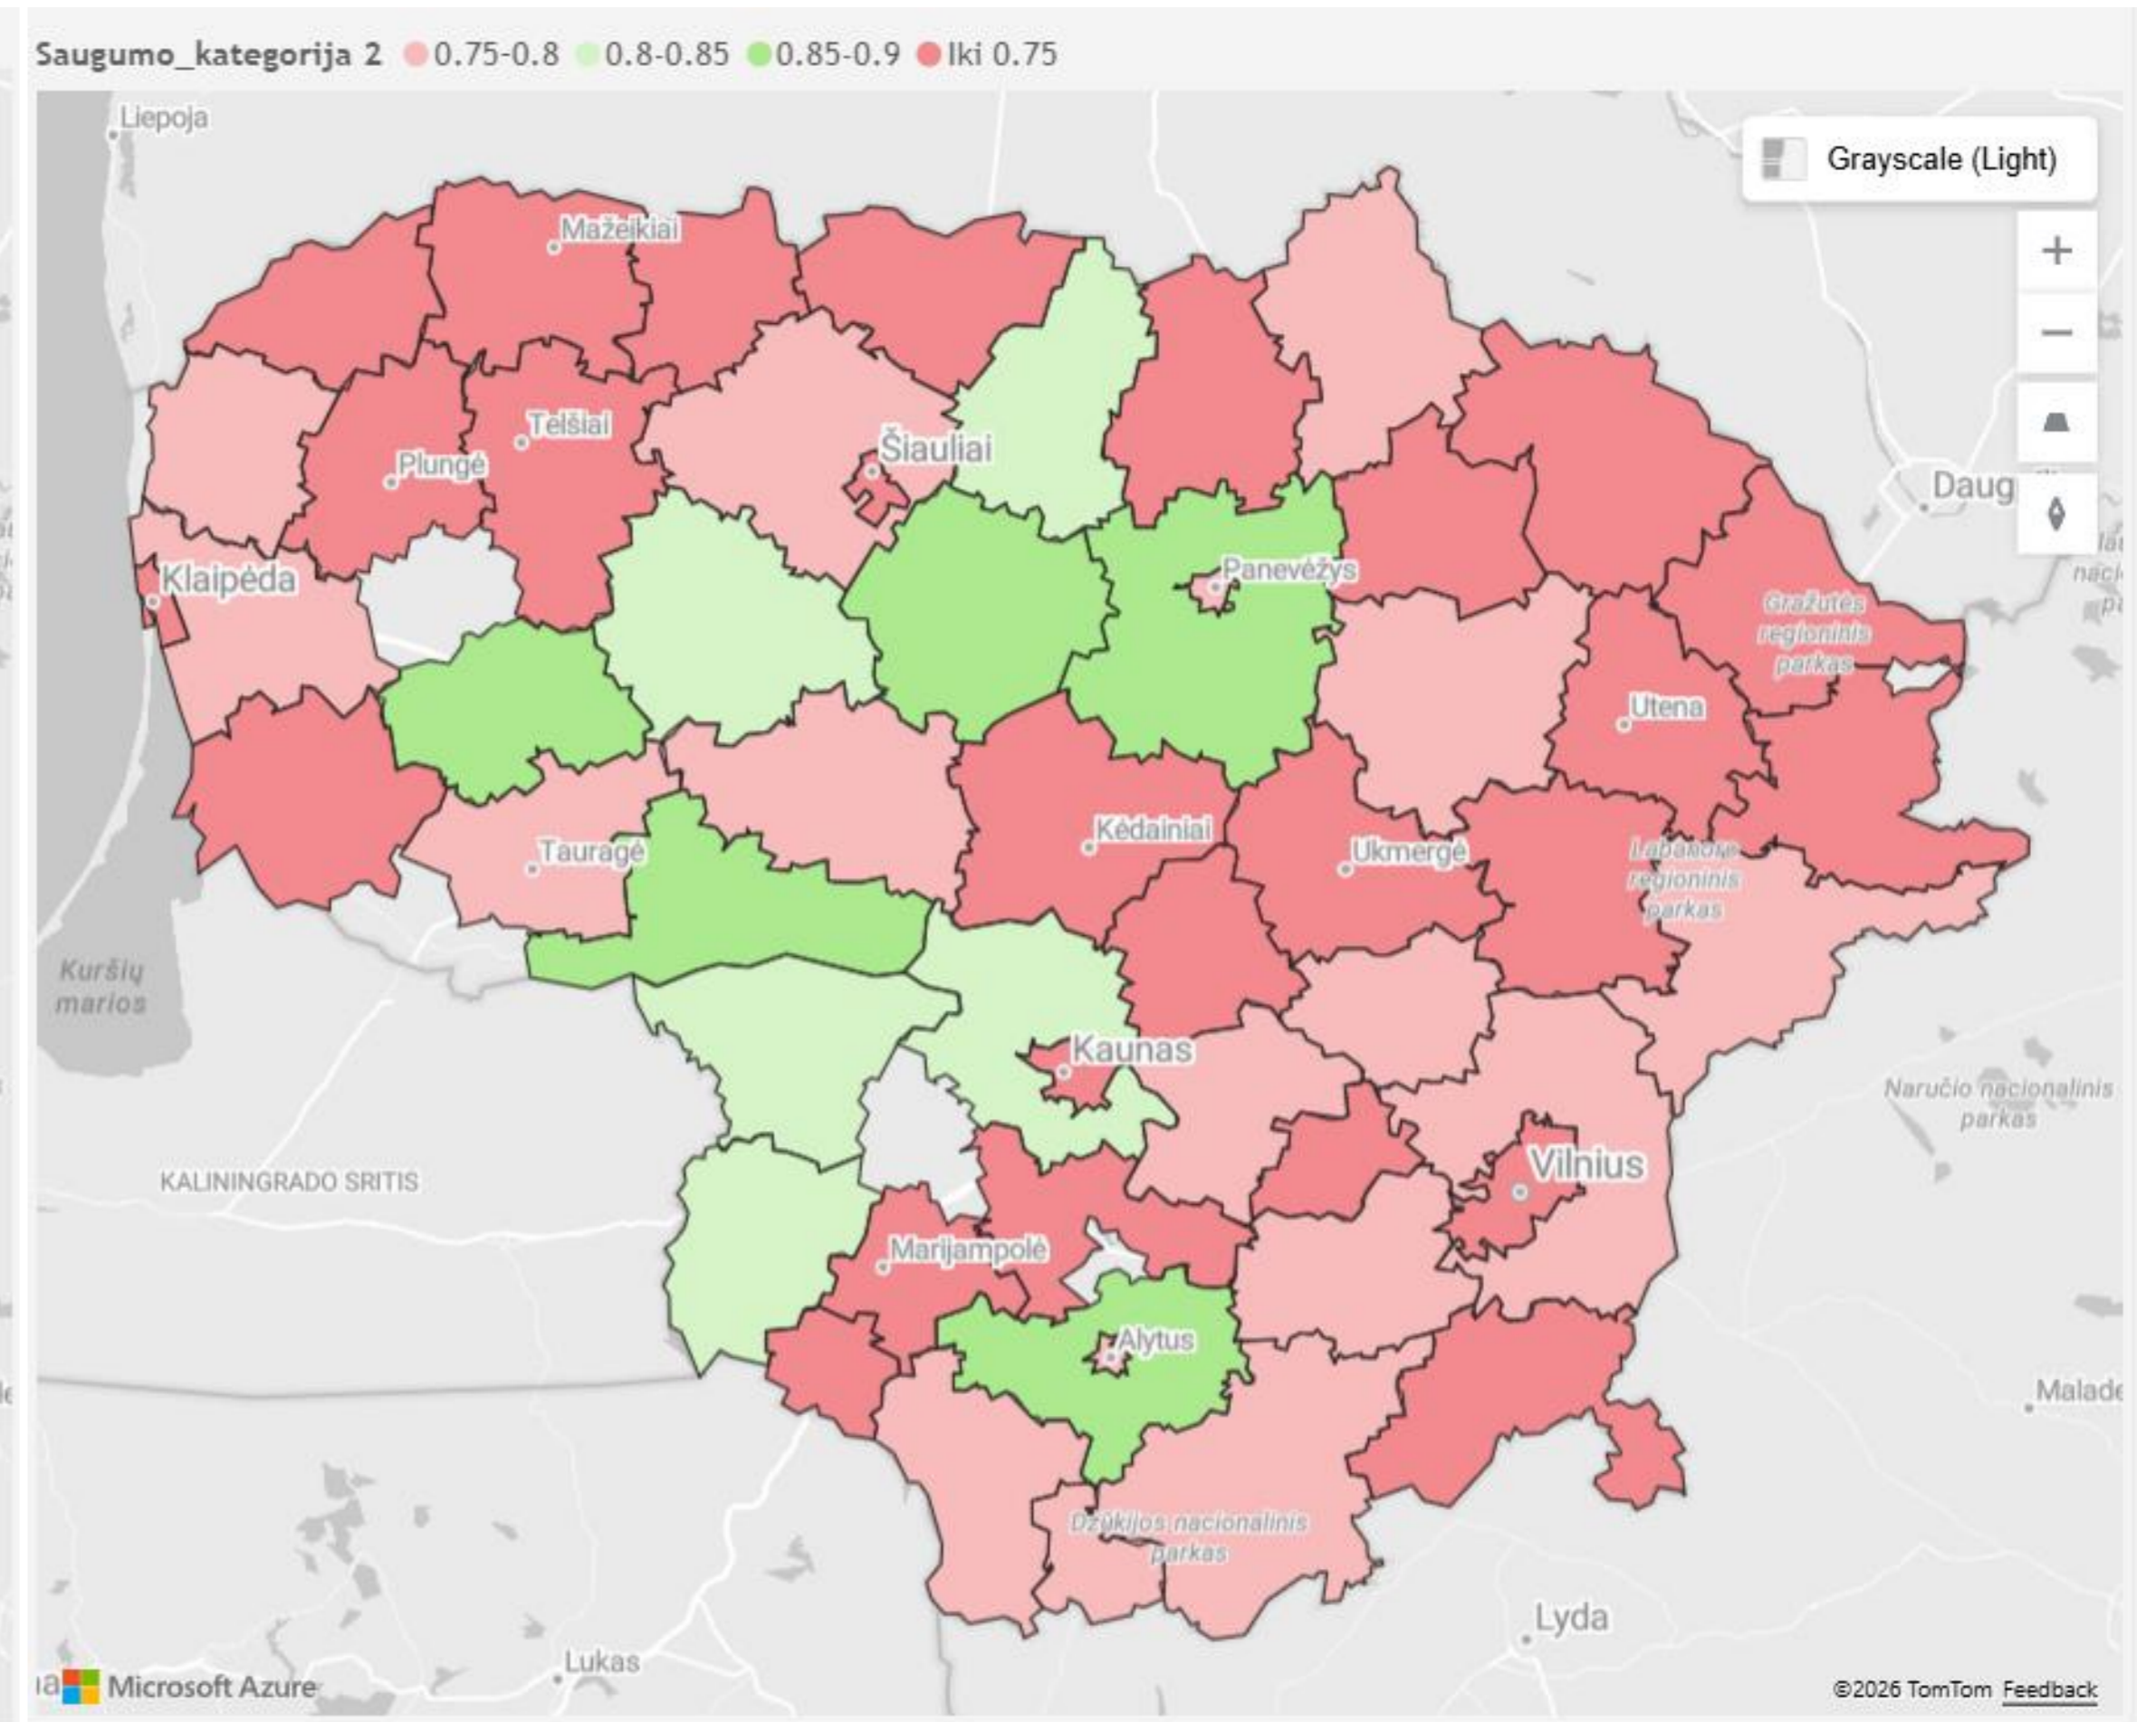 Saugumo_kategorija 2 0.75-0.8 0.8-0.85 0.85-0.9 Iki 0.75
Liepoja
Grayscale (Light)
Mažeikiai
Telšiai
Šiauliai
Plungė
Daug
Panevėžys
Klaipėda
Gražutės
regioninis
parkas
Utena
Kėdainiai
Ukmergė
Tauragė
Labanoro
regioninis
parkas
Kuršių
marios
Kaunas
Naručio nacionalinis
parkas
Vilnius
KALININGRADO SRITIS
Marijampolė
Alytus
Malade
Dzūkijos nacionalinis
parkas
Lyda
Lukas
Microsoft Azure
©2026 TomTom Feedback